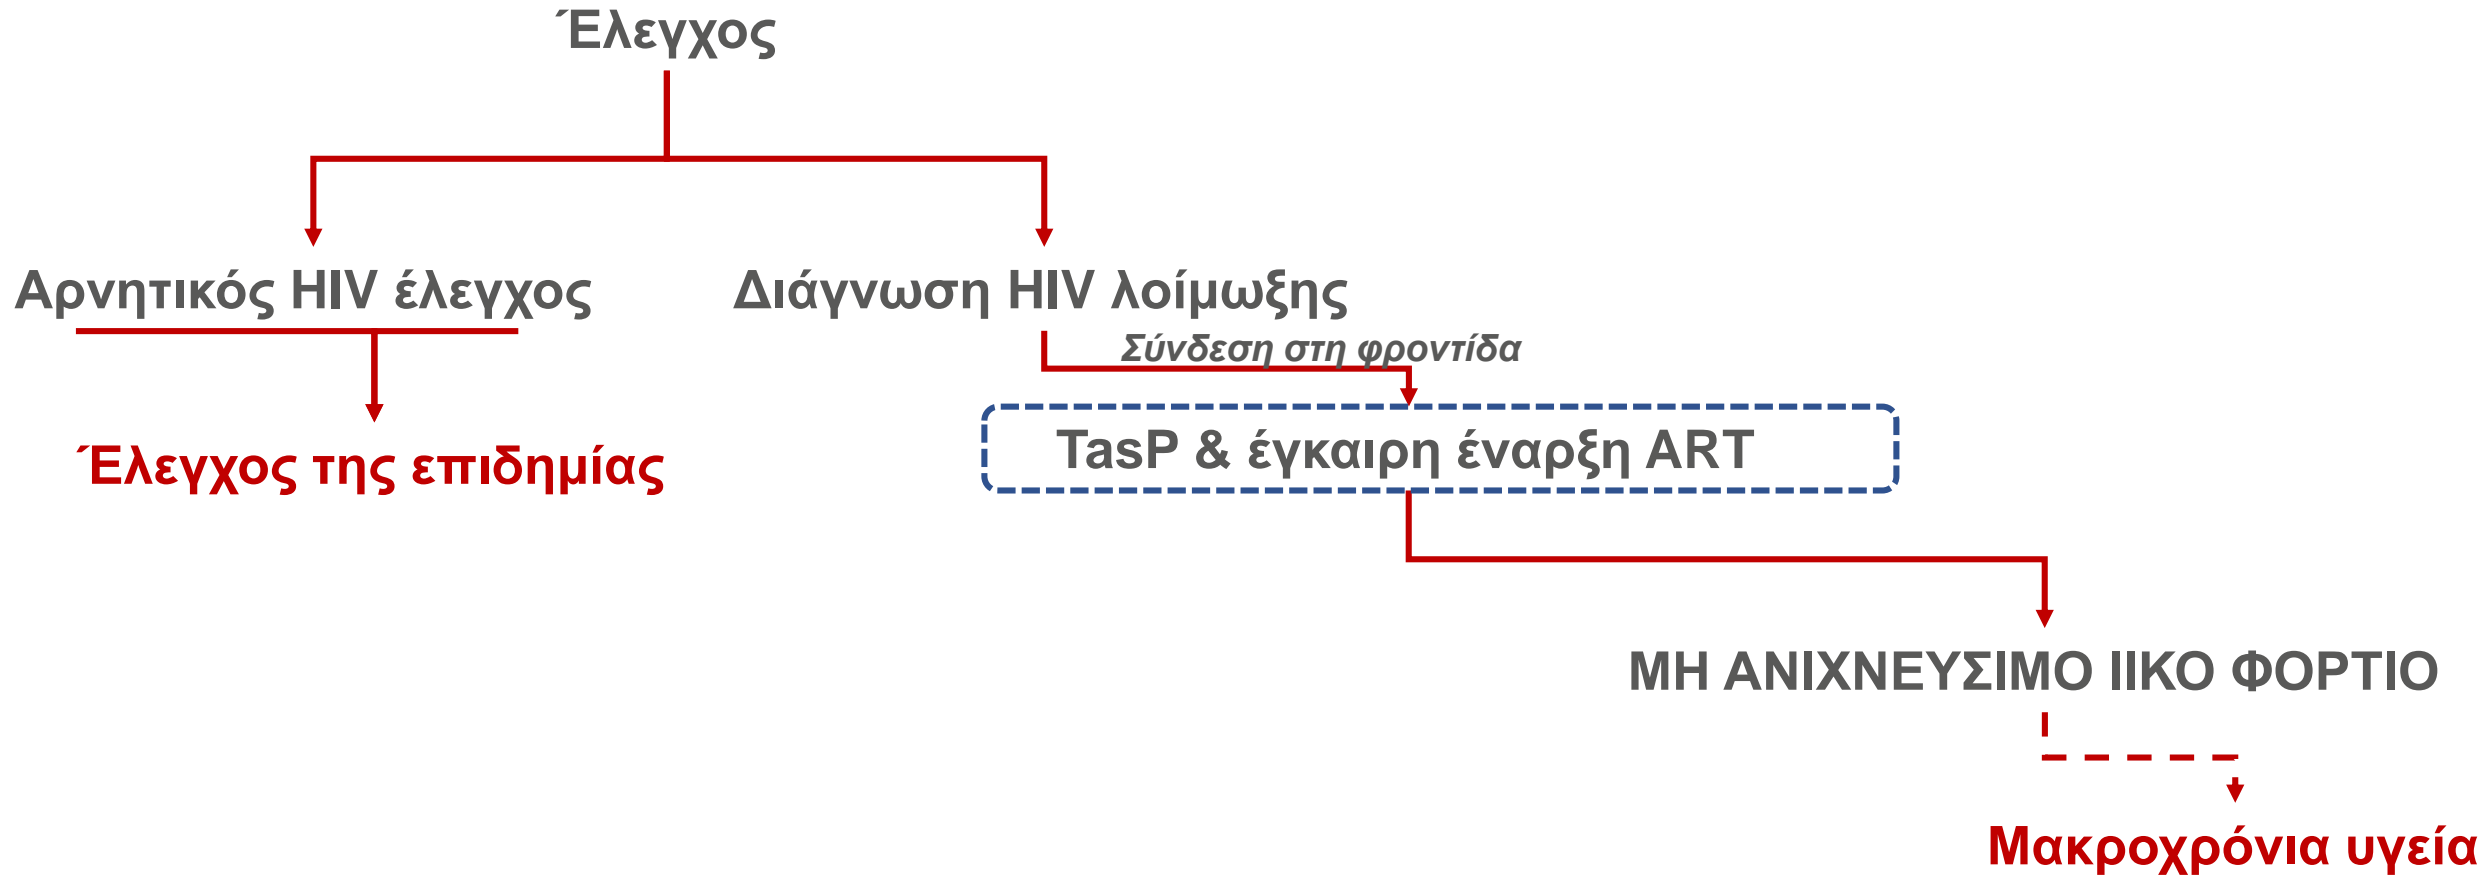 Έλεγχος
Αρνητικός HIV έλεγχος
Διάγνωση HIV λοίμωξης
Σύνδεση στη φροντίδα
TasP & έγκαιρη έναρξη ART
Έλεγχος της επιδημίας
ΜΗ ΑΝΙΧΝΕΥΣΙΜΟ ΙΙΚΟ ΦΟΡΤΙΟ
Μακροχρόνια υγεία